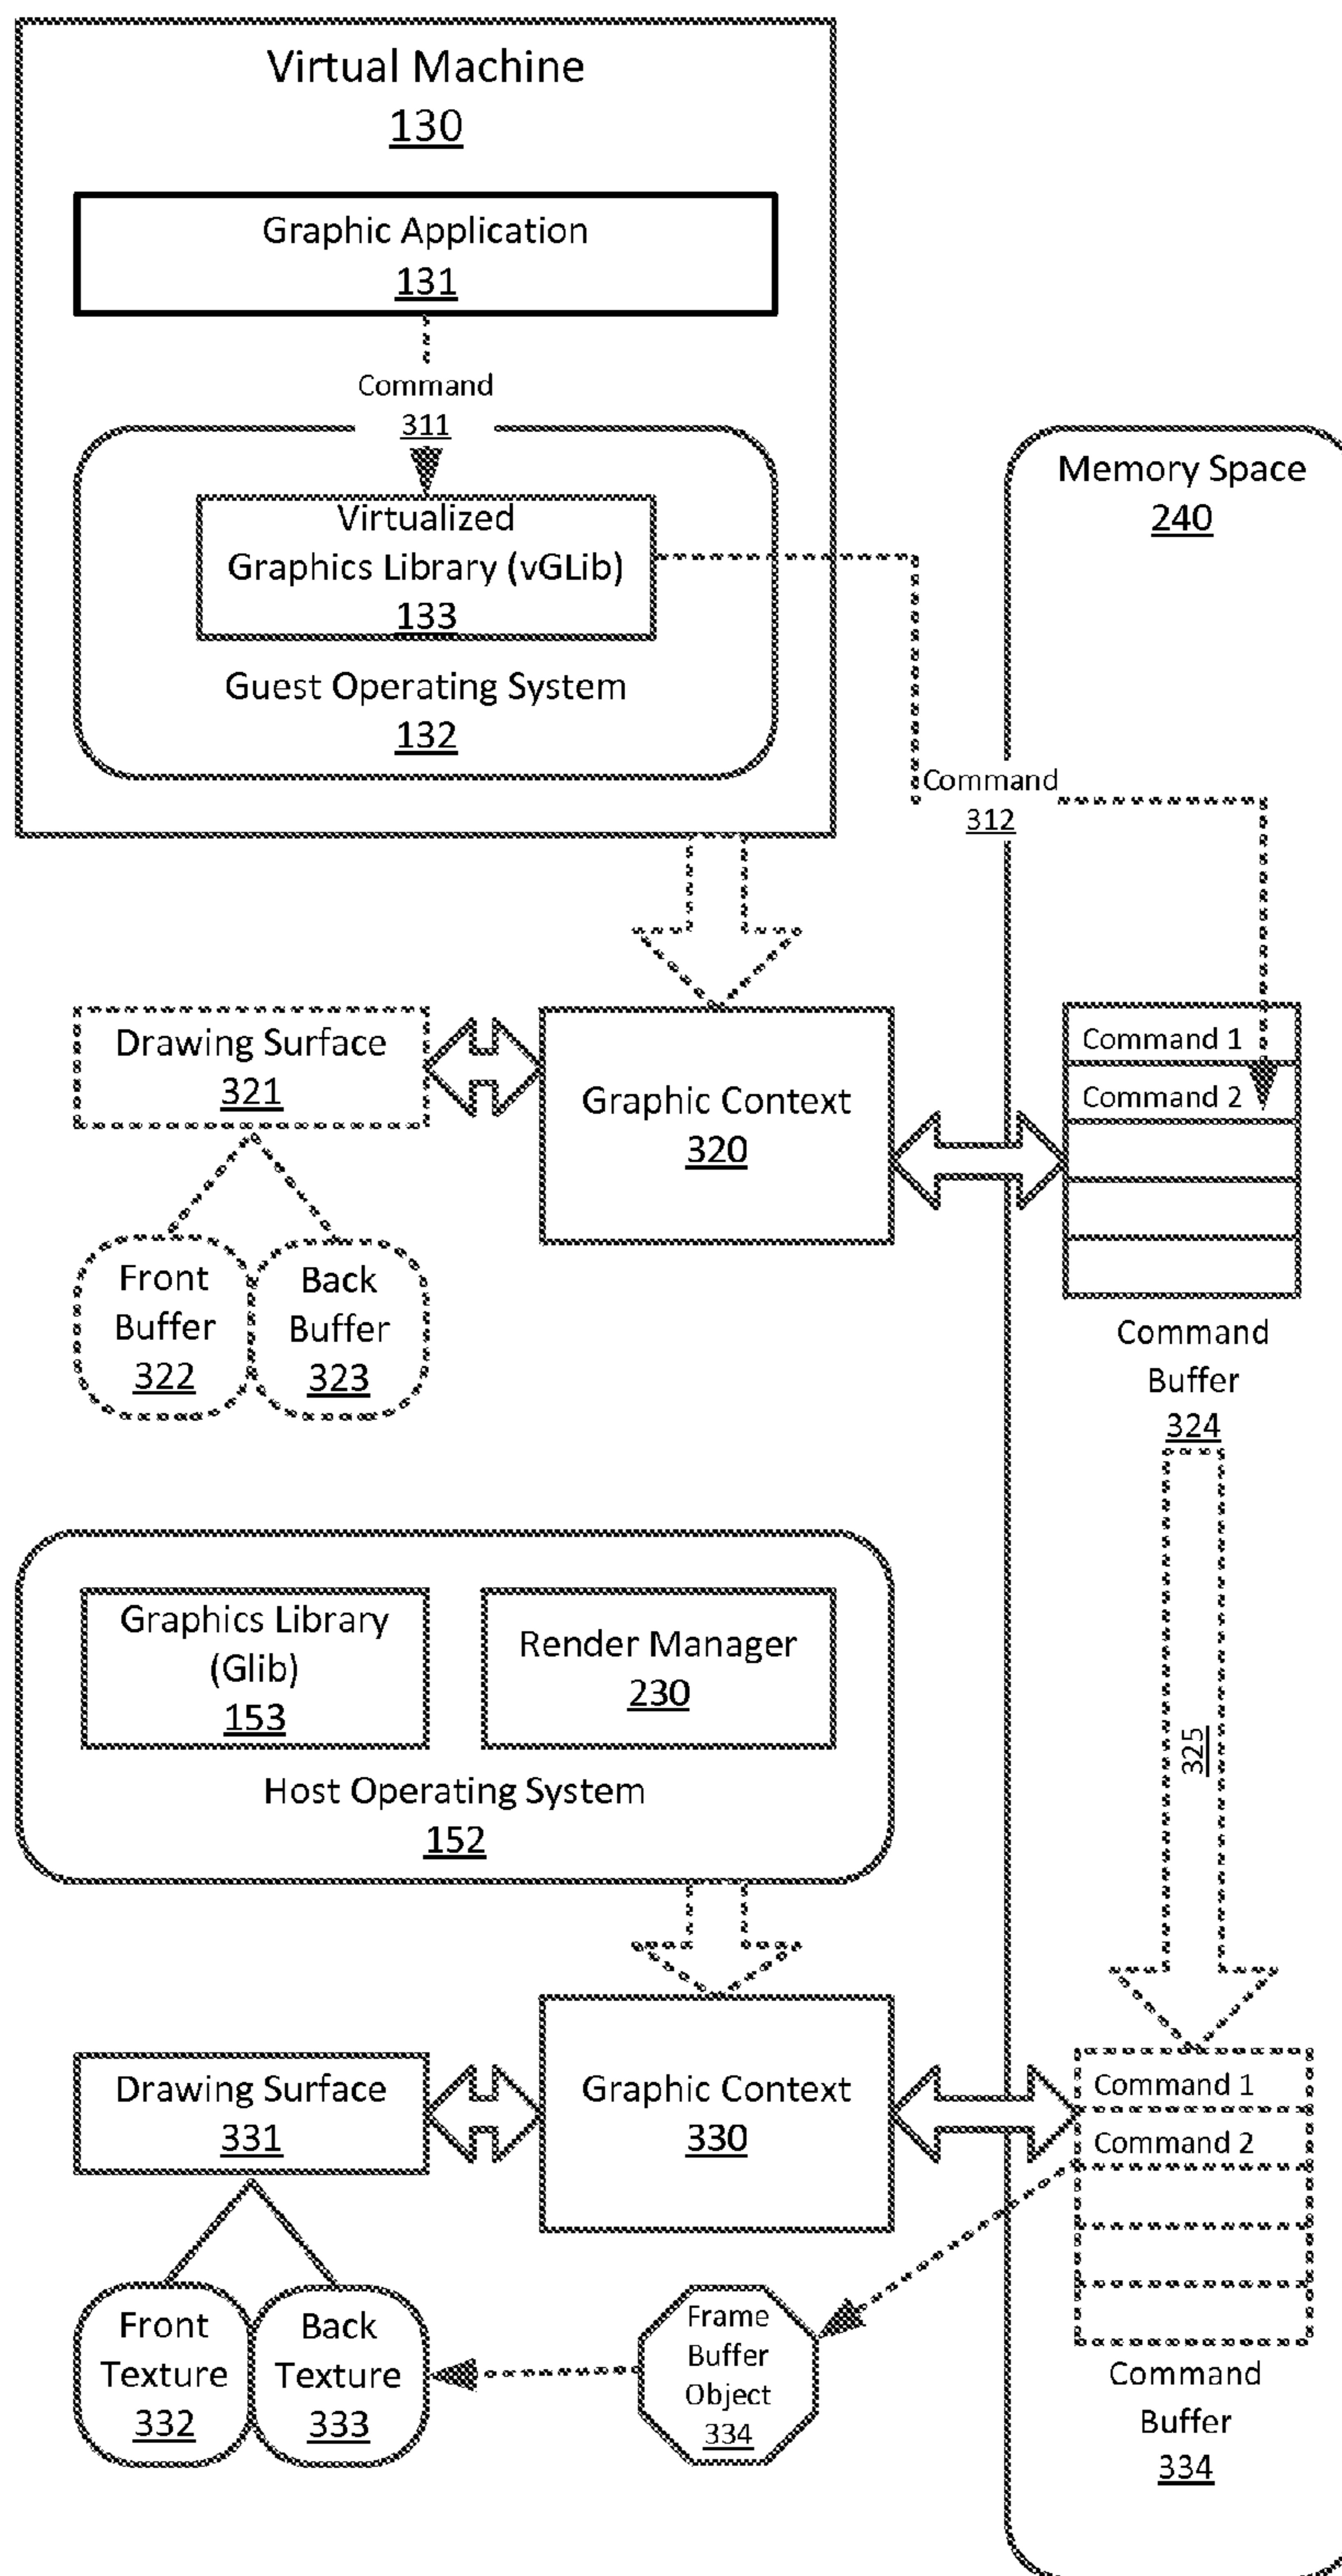 Virtual Machine
130
Graphic Application
131
Command
311
Virtualized
Graphics Library (vGLib)
133
Guest Operating System
132
Memory Space
240
Command
312
Drawing Surface
321
Graphic Context
320
Command 1
Command 2
Front
Buffer
322
Back
Buffer
323
Command
Buffer
324
325
Graphics Library
(Glib)
153
Render Manager
230
Host Operating System
152
Drawing Surface
331
Graphic Context
330
Command 1
Command 2
Front
Texture
332
Back
Texture
333
Frame
Buffer
Object
334
Command
Buffer
334